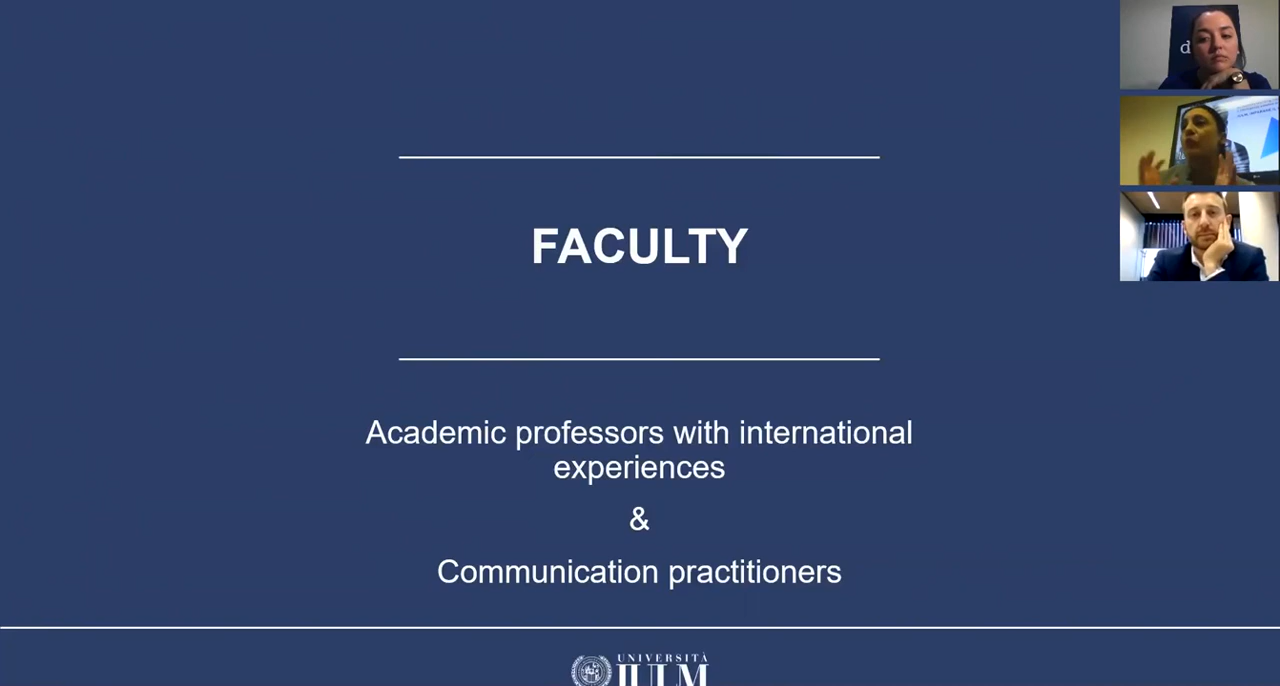 FACULTY
Academic professors with international
experiences
&
Communication practitioners
UNIVERSITÀ
IULM
d